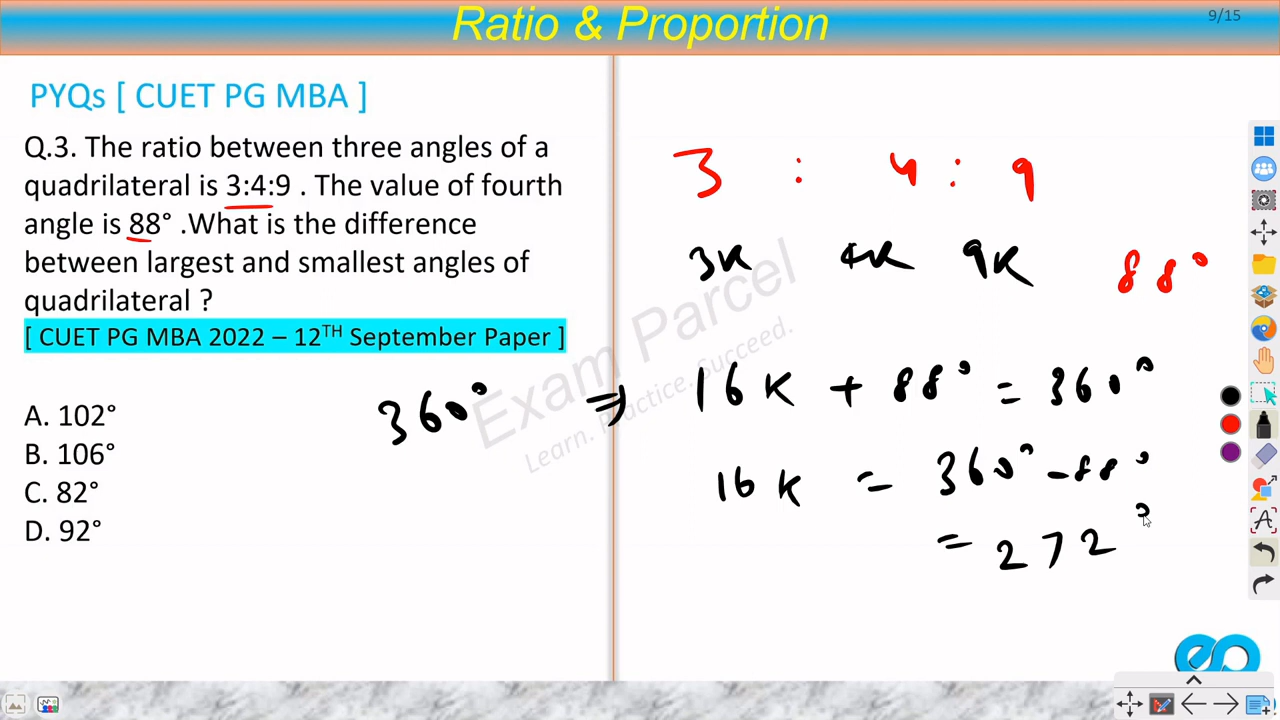 Ratio & Proportion
9/15
PYQs [ CUET PG MBA ]
Q.3. The ratio between three angles of a
quadrilateral is 3:4:9 . The value of fourth
angle is 88° .What is the difference
between largest and smallest angles of
quadrilateral ?
[ CUET PG MBA 2022 – 12TH September Paper ]
A. 102°
B. 106°
C. 82°
D. 92°
360°
3 : 4 : 9
3K 4K 9K 88°
⇒ 16K + 88° = 360°
16K = 360° - 88°
= 272°
Exam Parcel
Learn. Practice. Succeed.